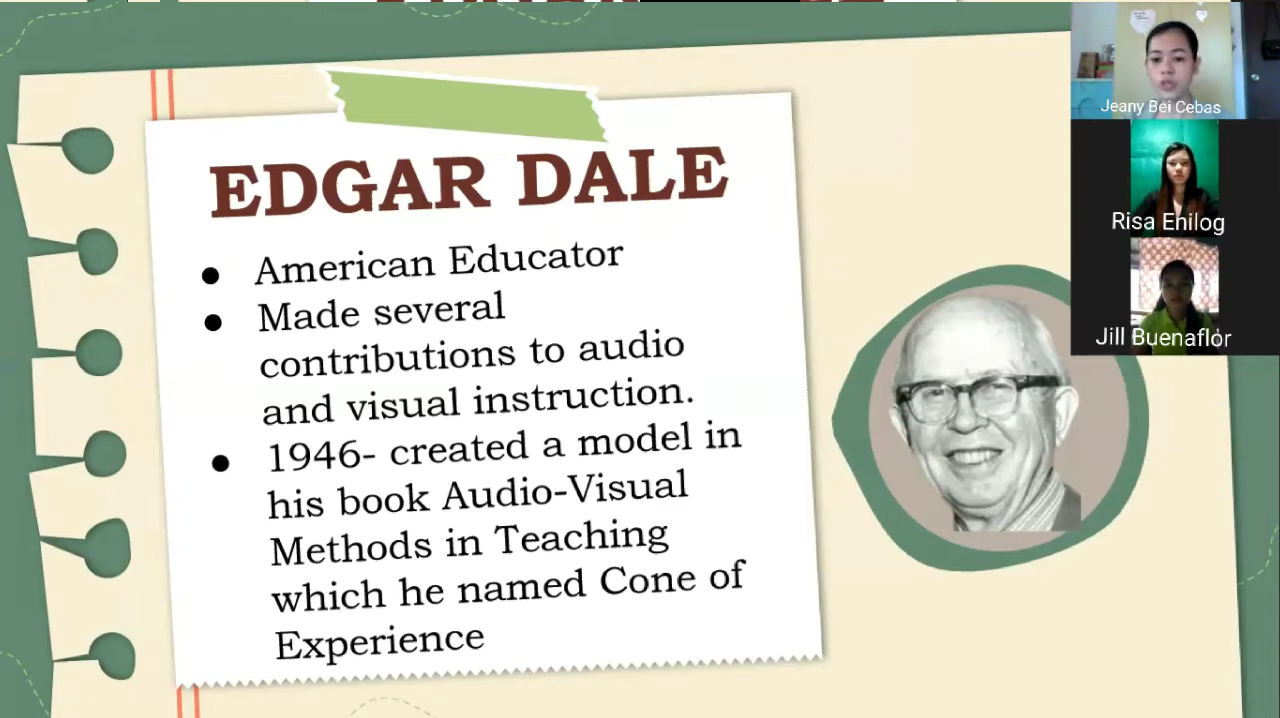 EDGAR DALE
● American Educator
● Made several
contributions to audio
and visual instruction.
● 1946- created a model in
his book Audio-Visual
Methods in Teaching
which he named Cone of
Experience
Jeany Bei Cebas
Risa Enilog
Jill Buenaflor